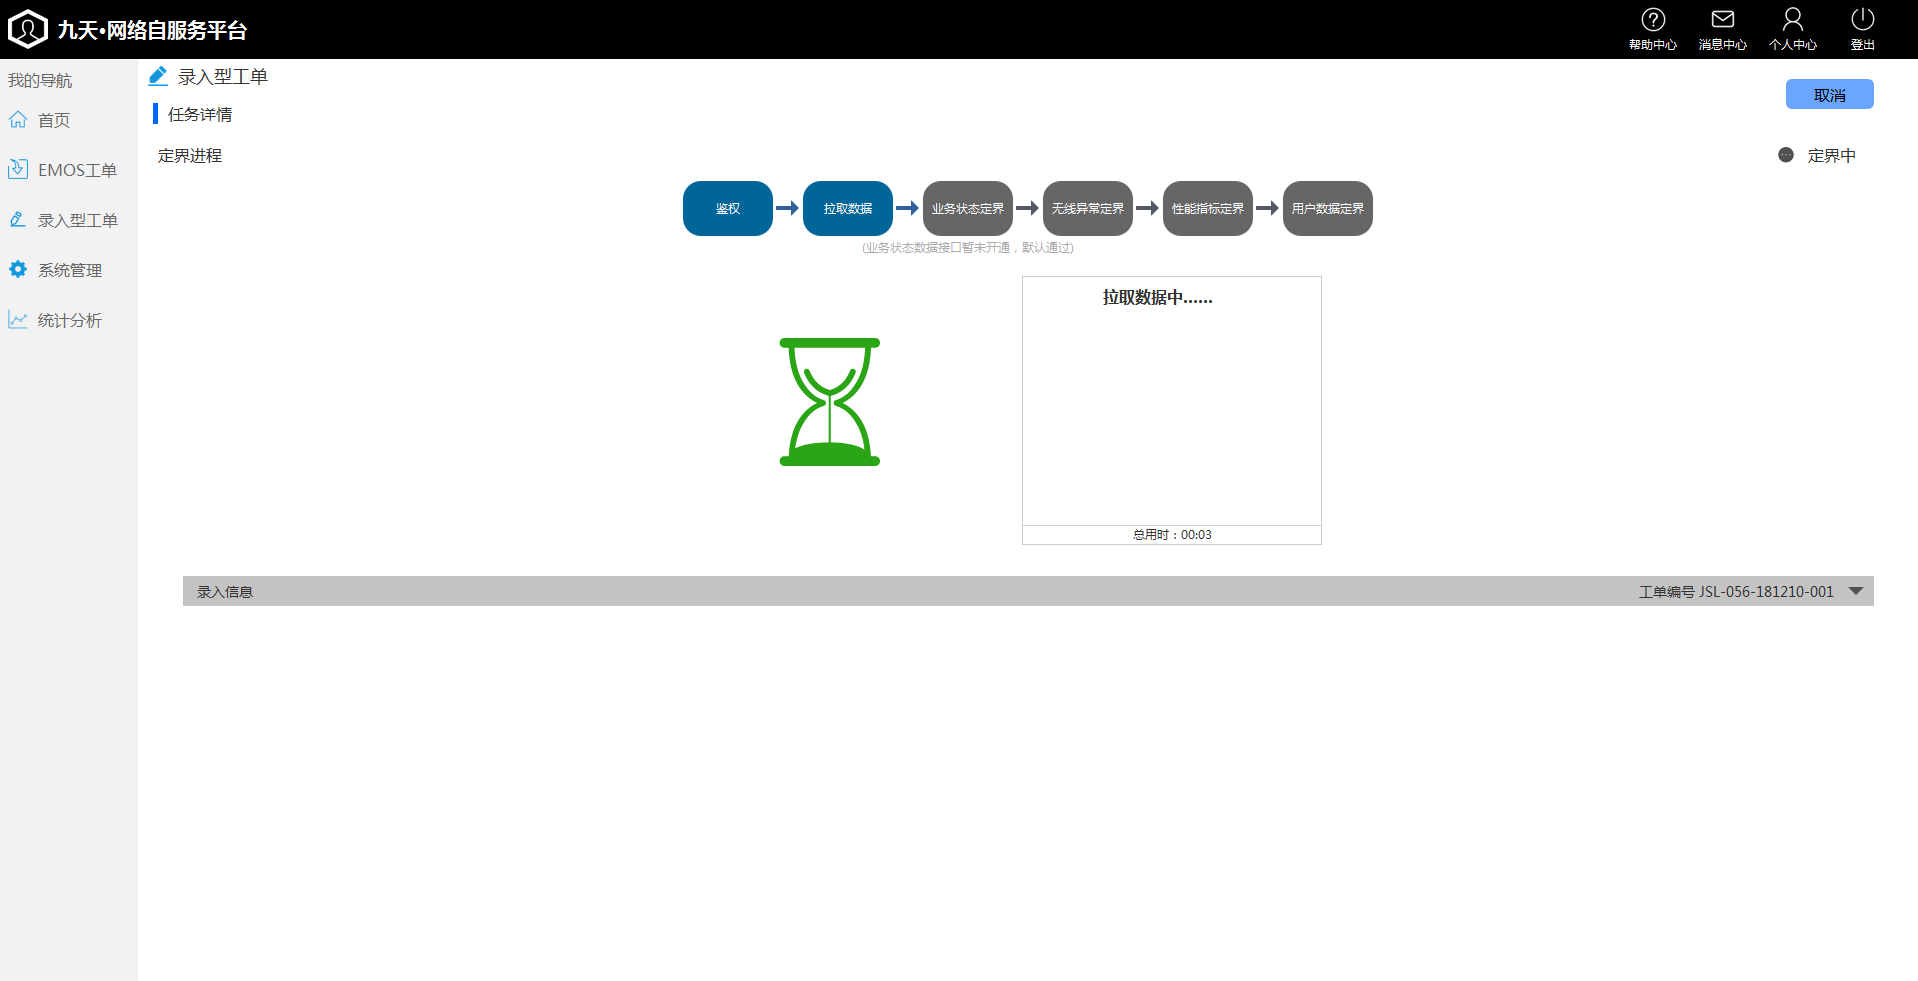 九天•网络自服务平台
帮助中心 消息中心 个人中心 登出
我的导航
首页
EMOS工单
录入型工单
系统管理
统计分析
录入型工单
取消
任务详情
定界进程
定界中
鉴权 拉取数据 业务状态定界 无线异常定界 性能指标定界 用户数据定界
(业务状态数据接口暂未开通，默认通过)
拉取数据中......
总用时：00:03
录入信息 工单编号 JSL-056-181210-001